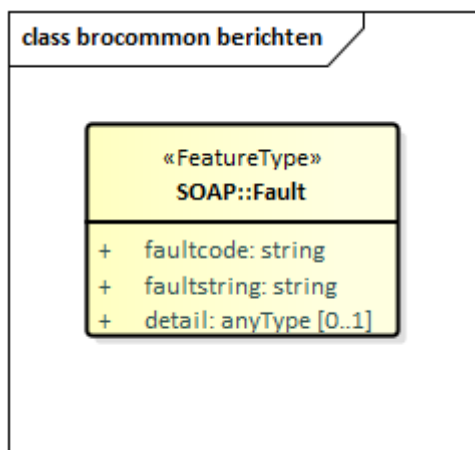 class brocommon berichten
«FeatureType»
SOAP::Fault
+ faultcode: string
+ faultstring: string
+ detail: anyType [0..1]